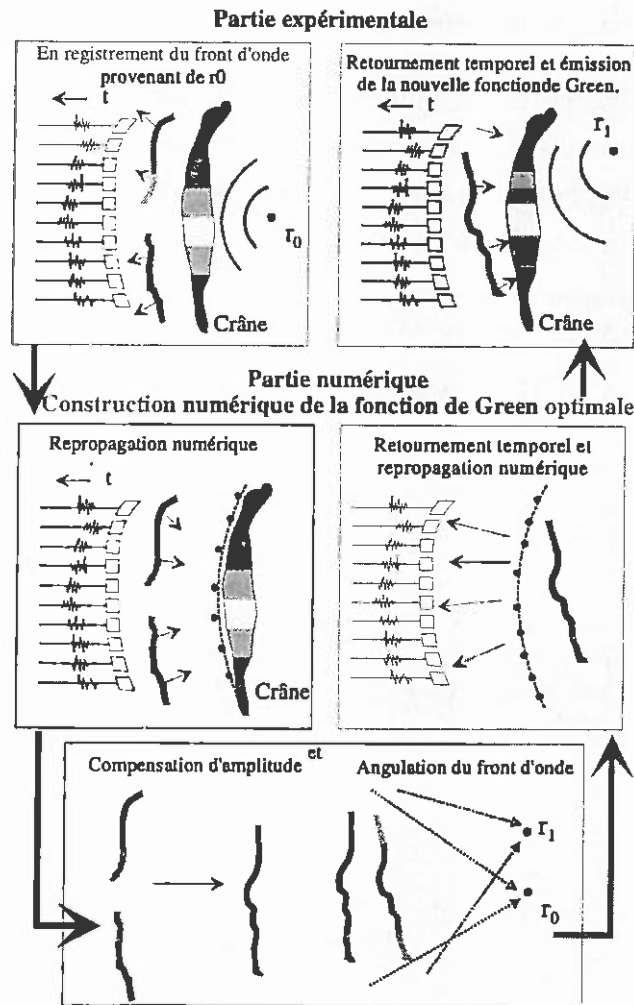 Partie expérimentale
En registrement du front d'onde
provenant de r0
t
r0
Crâne
Retournement temporel et émission
de la nouvelle fonctionde Green.
t
r1
Crâne
Partie numérique
Construction numérique de la fonction de Green optimale
Repropagation numérique
t
Crâne
Retournement temporel et
repropagation numérique
t
Compensation d'amplitude et Angulation du front d'onde
r1
r0